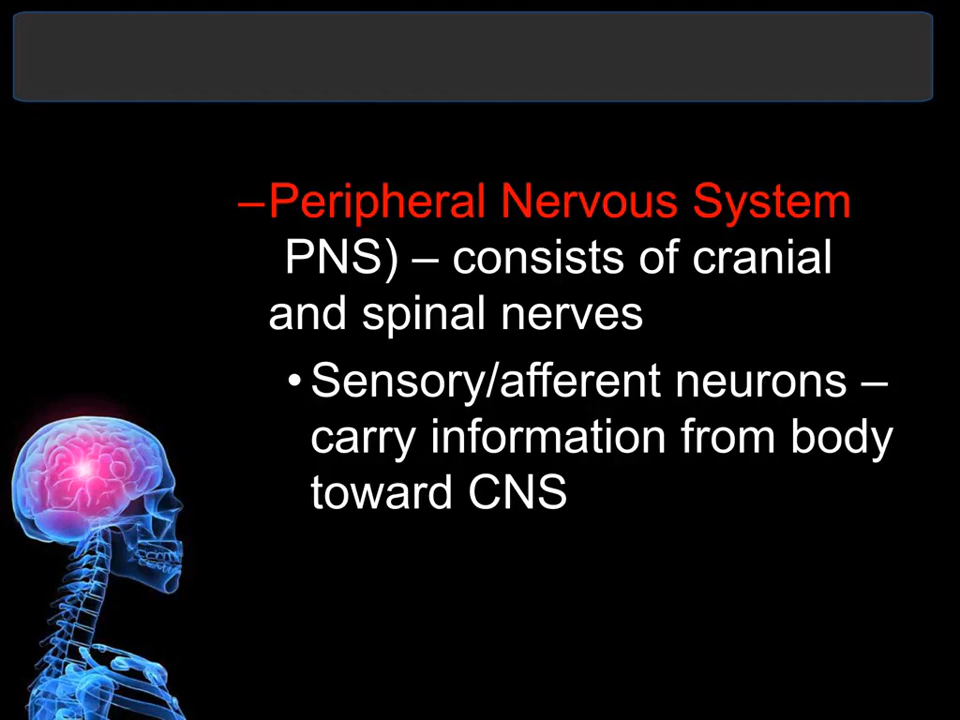 –Peripheral Nervous System
PNS) – consists of cranial
and spinal nerves
• Sensory/afferent neurons –
carry information from body
toward CNS